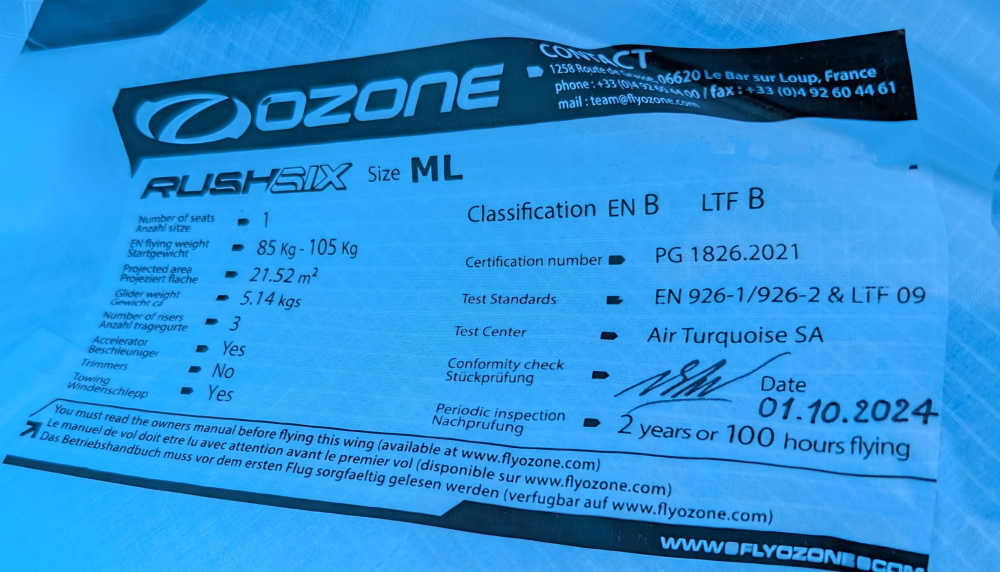 OZONE
CONTACT
1258 Route de Grasse, 06620 Le Bar sur Loup, France
phone : +33 (0)4 92 60 44 00 / fax : +33 (0)4 92 60 44 61
mail : team@flyozone.com
RUSHSIX Size ML
Number of seats
Anzahl sitze
1
EN flying weight
Startgewicht
85 Kg - 105 Kg
Projected area
Projeziert flache
21.52 m²
Glider weight
Gewicht ca
5.14 kgs
Number of risers
Anzahl tragegurte
3
Accelerator
Beschleuniger
Yes
Trimmers
No
Towing
Windenschlepp
Yes
Classification EN B LTF B
Certification number PG 1826.2021
Test Standards EN 926-1/926-2 & LTF 09
Test Center Air Turquoise SA
Conformity check
Stückprüfung
Date
01.10.2024
Periodic inspection
Nachprufung
2 years or 100 hours flying
You must read the owners manual before flying this wing (available at www.flyozone.com)
Le manuel de vol doit etre lu avec attention avant le premier vol (disponible sur www.flyozone.com)
Das Betriebshandbuch muss vor dem ersten Flug sorgfaeltig gelesen werden (verfugbar auf www.flyozone.com)
WWW.FLYOZONE.COM